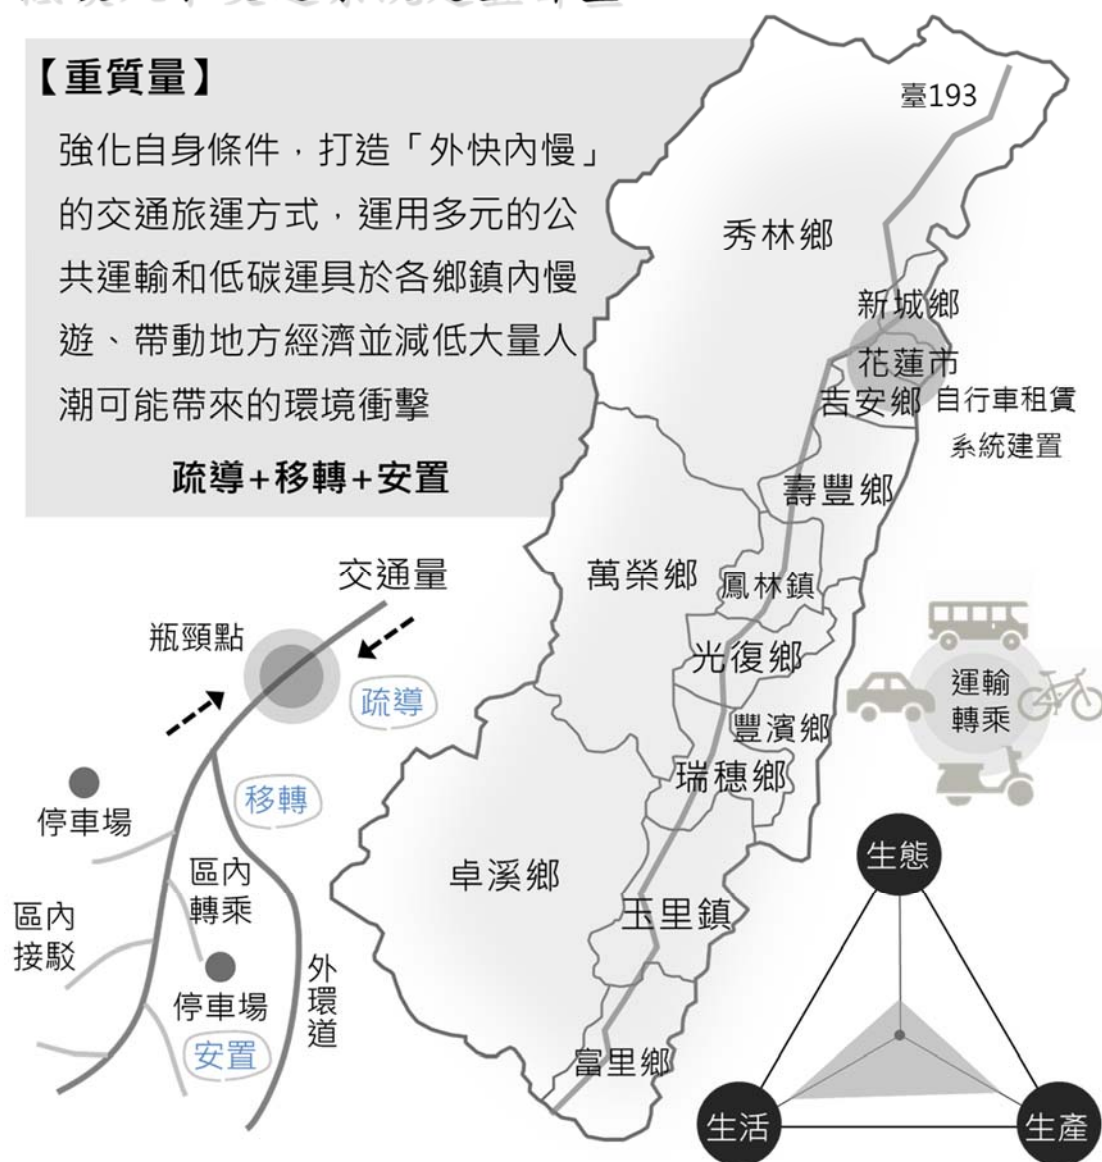 【重質量】
強化自身條件，打造「外快內慢」
的交通旅運方式，運用多元的公
共運輸和低碳運具於各鄉鎮內慢
遊、帶動地方經濟並減低大量人
潮可能帶來的環境衝擊
疏導+移轉+安置
臺193
秀林鄉
新城鄉
花蓮市
吉安鄉
自行車租賃
系統建置
壽豐鄉
萬榮鄉
鳳林鎮
光復鄉
豐濱鄉
瑞穗鄉
卓溪鄉
玉里鎮
富里鄉
交通量
瓶頸點
疏導
移轉
停車場
區內
轉乘
區內
接駁
停車場
安置
外環道
運輸
轉乘
生態
生活
生產